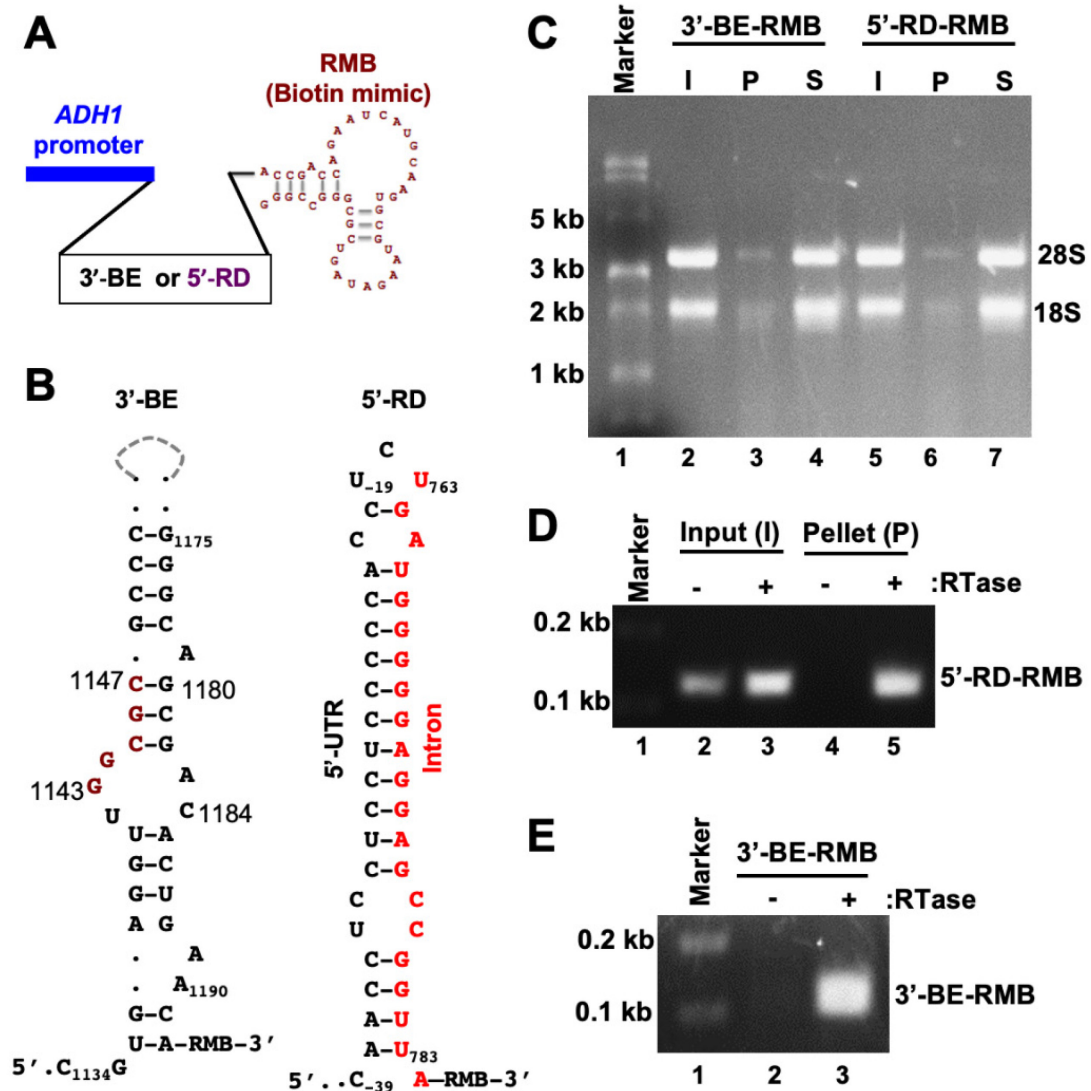 A
ADH1
promoter
RMB
(Biotin mimic)
3’-BE or 5’-RD
B
3’-BE
5’-RD
1175
1147
1180
1143
1184
1190
U-A-RMB-3’
5’.C1134G
U-19
U763
5’-UTR
Intron
U783
5’..C-39
A–RMB-3’
C
Marker
3’-BE-RMB
5’-RD-RMB
I P S I P S
5 kb
3 kb
2 kb
1 kb
28S
18S
1 2 3 4 5 6 7
D
Marker
Input (I)
Pellet (P)
- + - + :RTase
0.2 kb
0.1 kb
5’-RD-RMB
1 2 3 4 5
E
Marker
3’-BE-RMB
- + :RTase
0.2 kb
0.1 kb
3’-BE-RMB
1 2 3